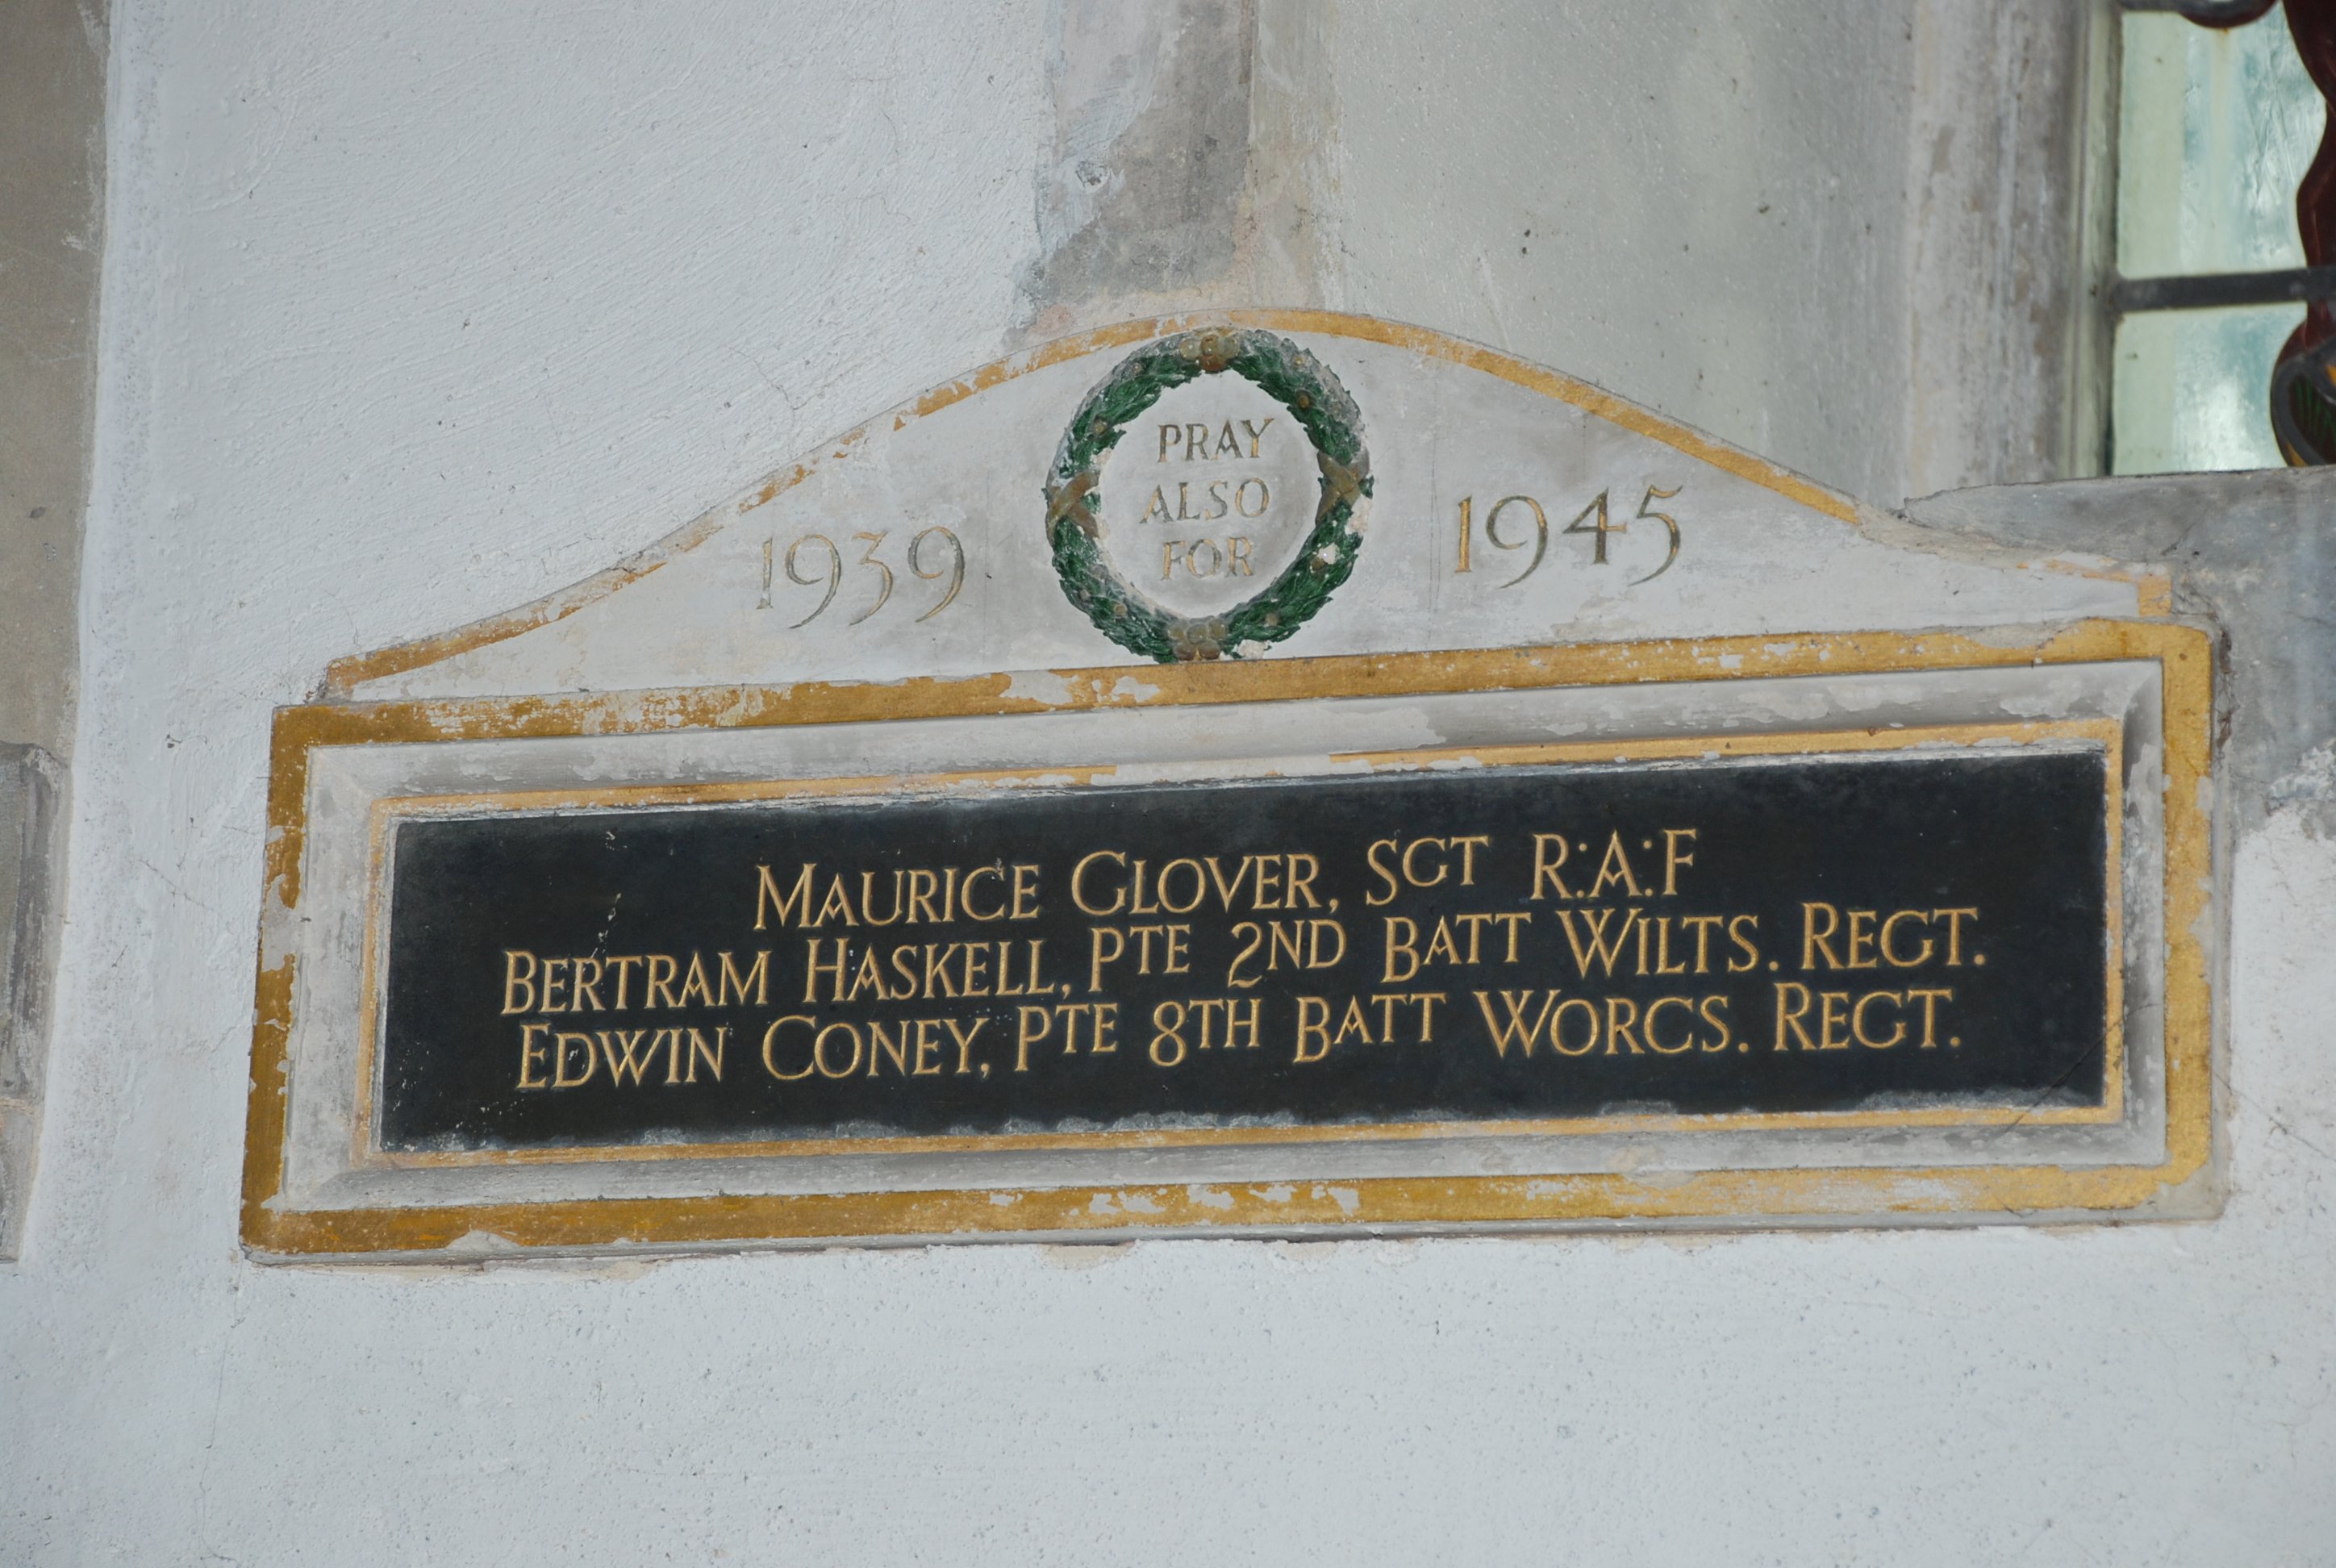 PRAY
ALSO
FOR
1939 1945
MAURICE GLOVER, SGT R:A:F
BERTRAM HASKELL, PTE 2ND BATT WILTS. REGT.
EDWIN CONEY, PTE 8TH BATT WORCS. REGT.